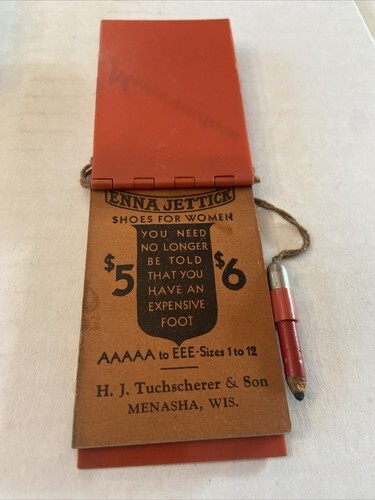 ENNA JETTICK
SHOES FOR WOMEN
YOU NEED
NO LONGER
BE TOLD
THAT YOU
HAVE AN
EXPENSIVE
FOOT
$5
$6
AAAAA to EEE-Sizes 1 to 12
H. J. Tuchscherer & Son
MENASHA, WIS.